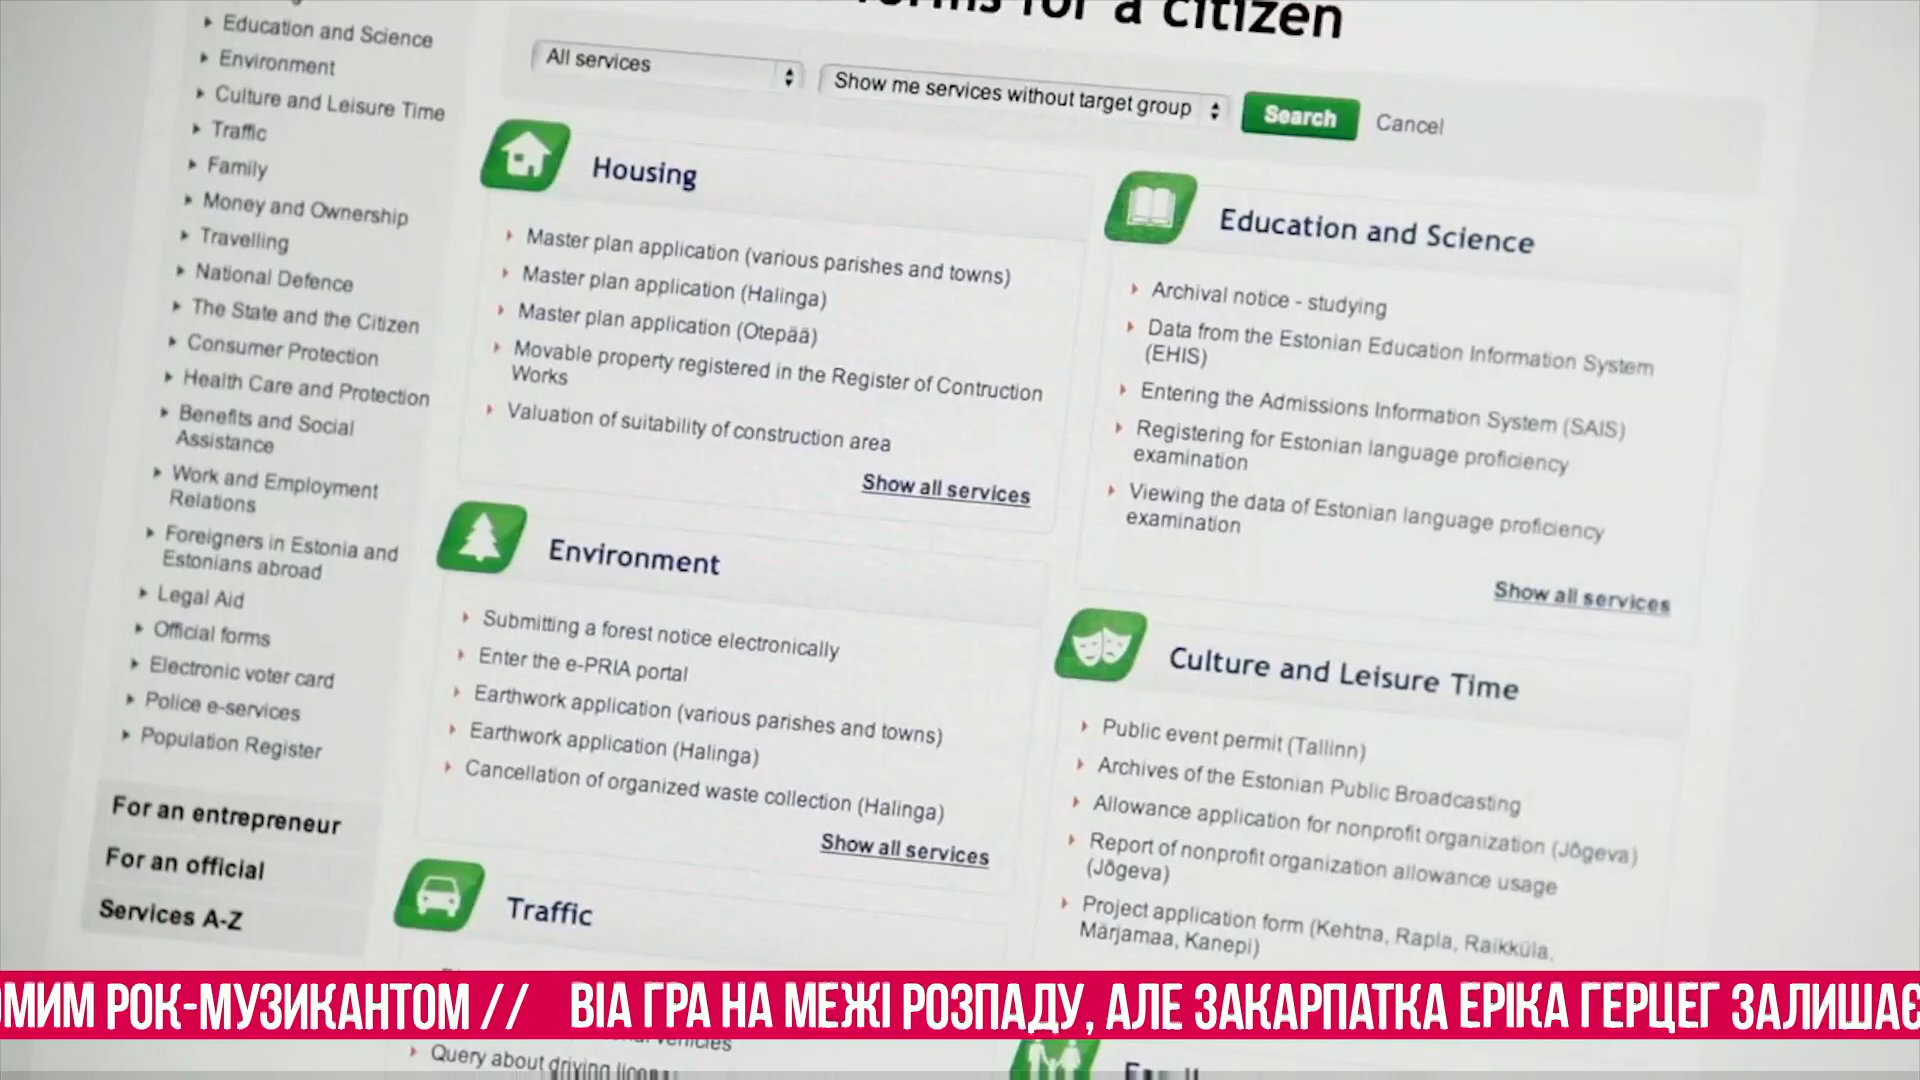 forms for a citizen
All services
Show me services without target group
Search
Cancel
Education and Science
Environment
Culture and Leisure Time
Traffic
Family
Money and Ownership
Travelling
National Defence
The State and the Citizen
Consumer Protection
Health Care and Protection
Benefits and Social
Assistance
Work and Employment
Relations
Foreigners in Estonia and
Estonians abroad
Legal Aid
Official forms
Electronic voter card
Police e-services
Population Register
For an entrepreneur
For an official
Services A-Z
Housing
Master plan application (various parishes and towns)
Master plan application (Halinga)
Master plan application (Otepää)
Movable property registered in the Register of Contruction
Works
Valuation of suitability of construction area
Show all services
Environment
Submitting a forest notice electronically
Enter the e-PRIA portal
Earthwork application (various parishes and towns)
Earthwork application (Halinga)
Cancellation of organized waste collection (Halinga)
Show all services
Traffic
vehicles
Query about driving
Education and Science
Archival notice - studying
Data from the Estonian Education Information System
(EHIS)
Entering the Admissions Information System (SAIS)
Registering for Estonian language proficiency
examination
Viewing the data of Estonian language proficiency
examination
Show all services
Culture and Leisure Time
Public event permit (Tallinn)
Archives of the Estonian Public Broadcasting
Allowance application for nonprofit organization (Jõgeva)
Report of nonprofit organization allowance usage
(Jõgeva)
Project application form (Kehtna, Rapla, Raikküla,
Märjamaa, Kanepi)
ОМИМ РОК-МУЗИКАНТОМ // ВІА ГРА НА МЕЖІ РОЗПАДУ, АЛЕ ЗАКАРПАТКА ЕРІКА ГЕРЦЕГ ЗАЛИШАЄ